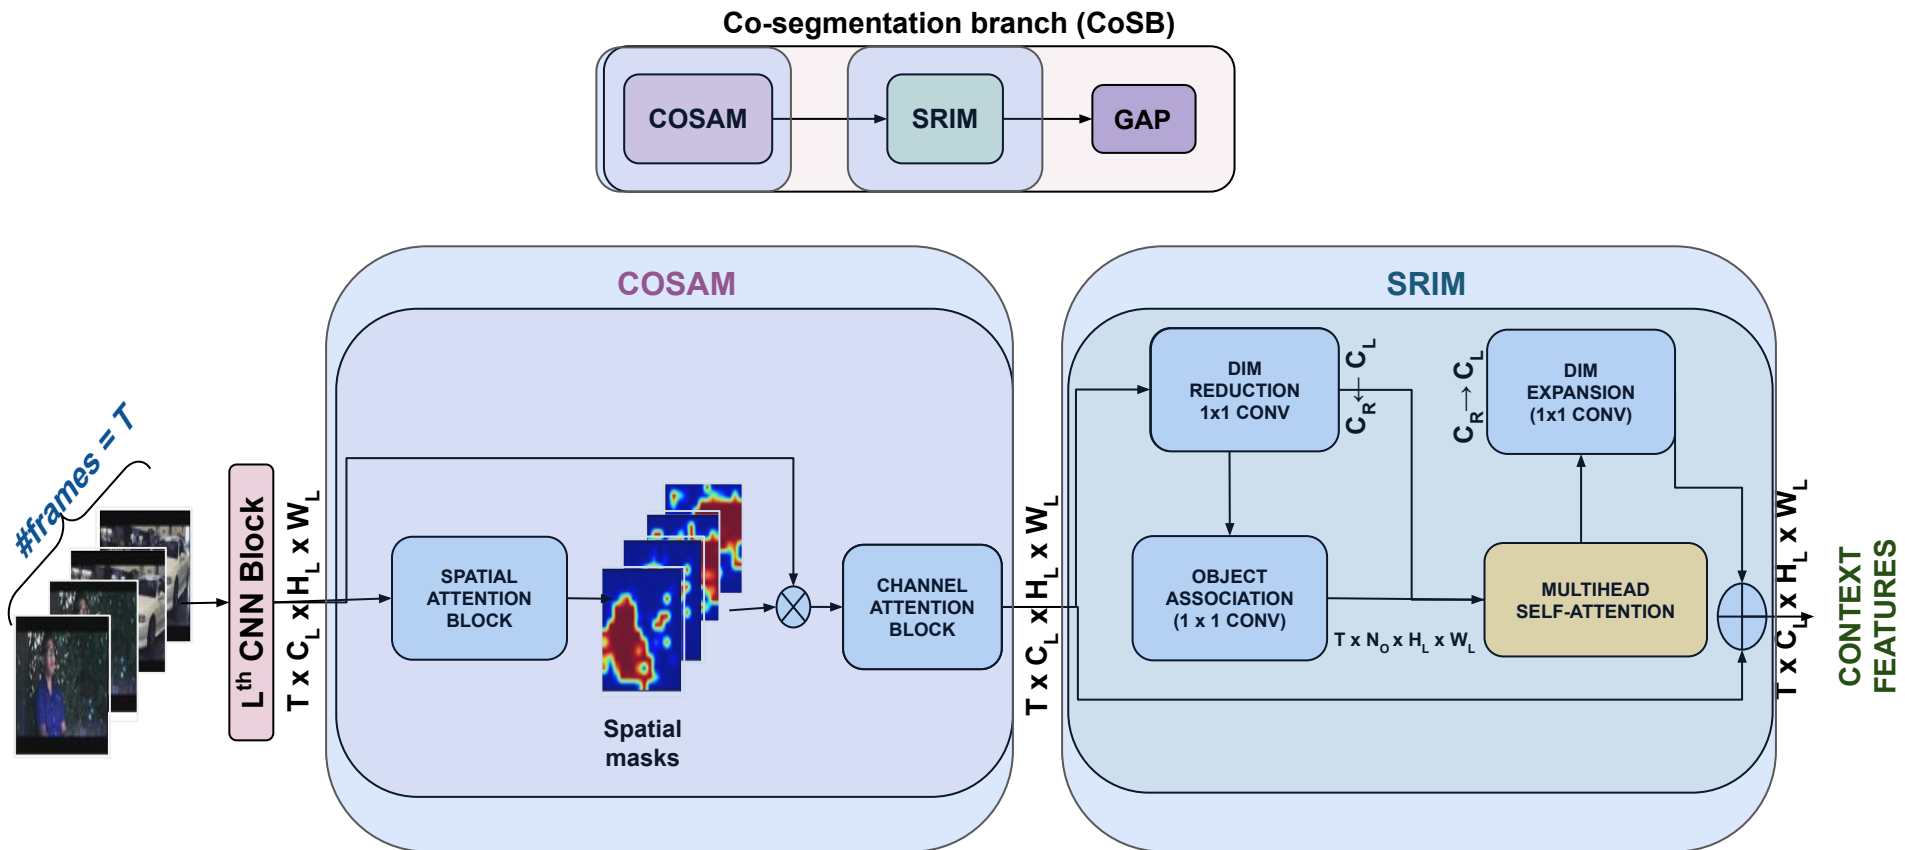 Co-segmentation branch (CoSB)
COSAM
SRIM
GAP
COSAM
SRIM
#frames = T
Lth CNN Block
T x CL x HL x WL
SPATIAL
ATTENTION
BLOCK
Spatial
masks
CHANNEL
ATTENTION
BLOCK
T x CL x HL x WL
DIM
REDUCTION
1x1 CONV
CR ← CL
OBJECT
ASSOCIATION
(1 x 1 CONV)
T x NO x HL x WL
CR → CL
DIM
EXPANSION
(1x1 CONV)
MULTIHEAD
SELF-ATTENTION
T x CL x HL x WL
CONTEXT
FEATURES